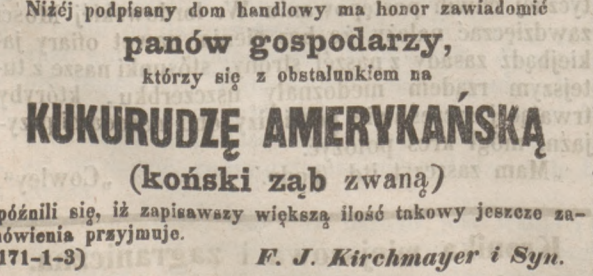 Niżéj podpisany dom handlowy ma honor zawiadomić
panów gospodarzy,
którzy się z obstalunkiem na
KUKURUDZĘ AMERYKAŃSKĄ
(koński ząb zwaną)
późnili się, iż zapisawszy większą ilość takowy jeszcze za-
ówienia przyjmuje.
171-1-3) F. J. Kirchmayer i Syn.